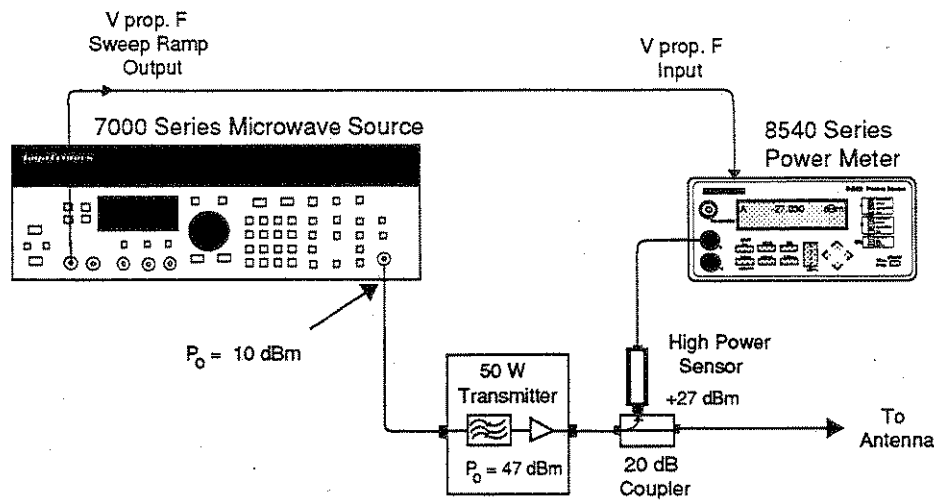 V prop. F
Sweep Ramp
Output
V prop. F
Input
7000 Series Microwave Source
8540 Series
Power Meter
P₀ = 10 dBm
50 W
Transmitter
P₀ = 47 dBm
High Power
Sensor
+27 dBm
20 dB
Coupler
To
Antenna